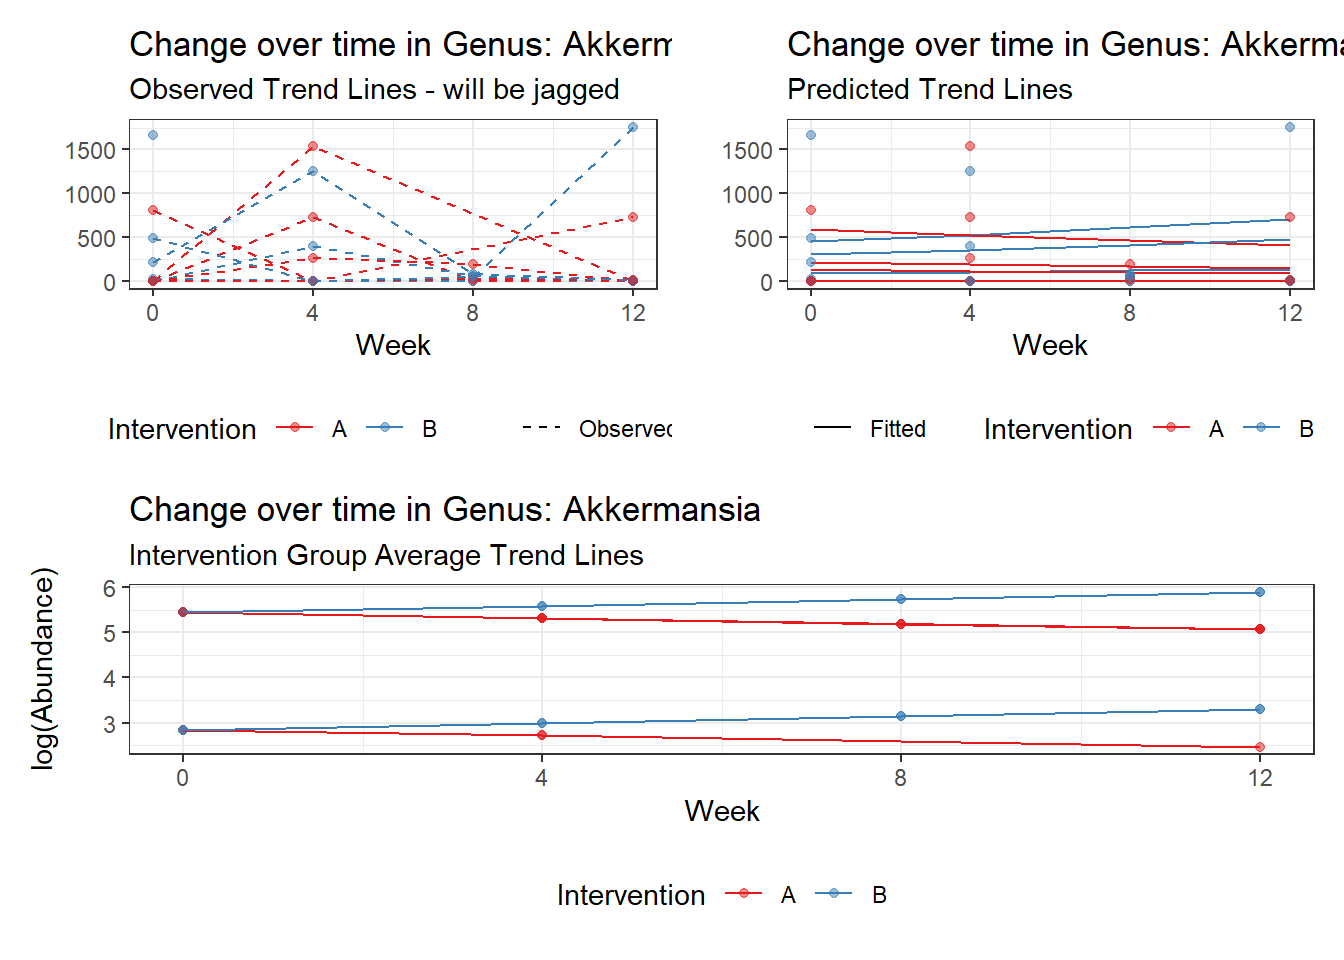 Change over time in Genus: Akkerm
Observed Trend Lines - will be jagged
1500
1000
500
0
0 4 8 12
Week
Intervention A B Observed
Change over time in Genus: Akkerma
Predicted Trend Lines
1500
1000
500
0
0 4 8 12
Week
Fitted Intervention A B
Change over time in Genus: Akkermansia
Intervention Group Average Trend Lines
log(Abundance)
6
5
4
3
0 4 8 12
Week
Intervention A B